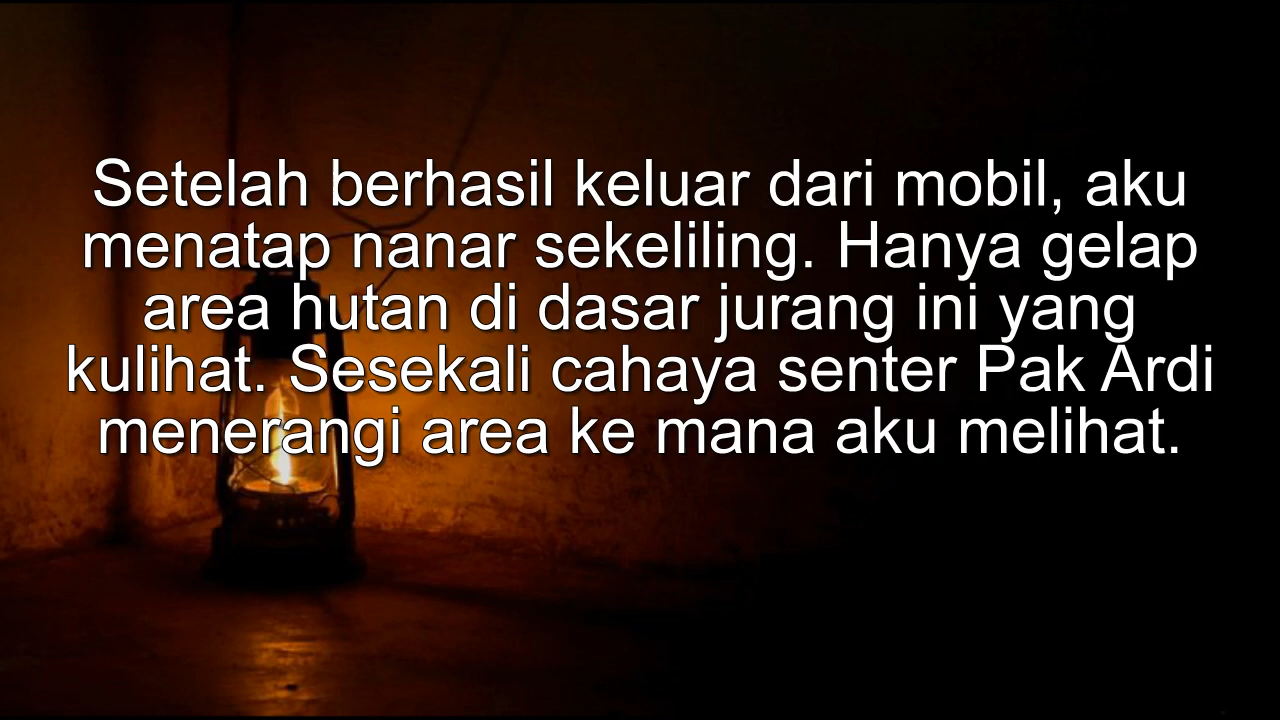 Setelah berhasil keluar dari mobil, aku
menatap nanar sekeliling. Hanya gelap
area hutan di dasar jurang ini yang
kulihat. Sesekali cahaya senter Pak Ardi
menerangi area ke mana aku melihat.